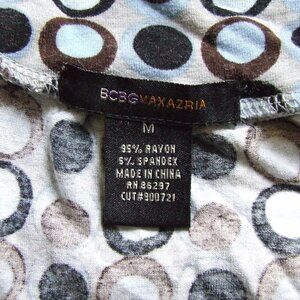 BCBGMAXAZRIA
M
95% RAYON
5% SPANDEX
MADE IN CHINA
RN 86297
CUT#900721